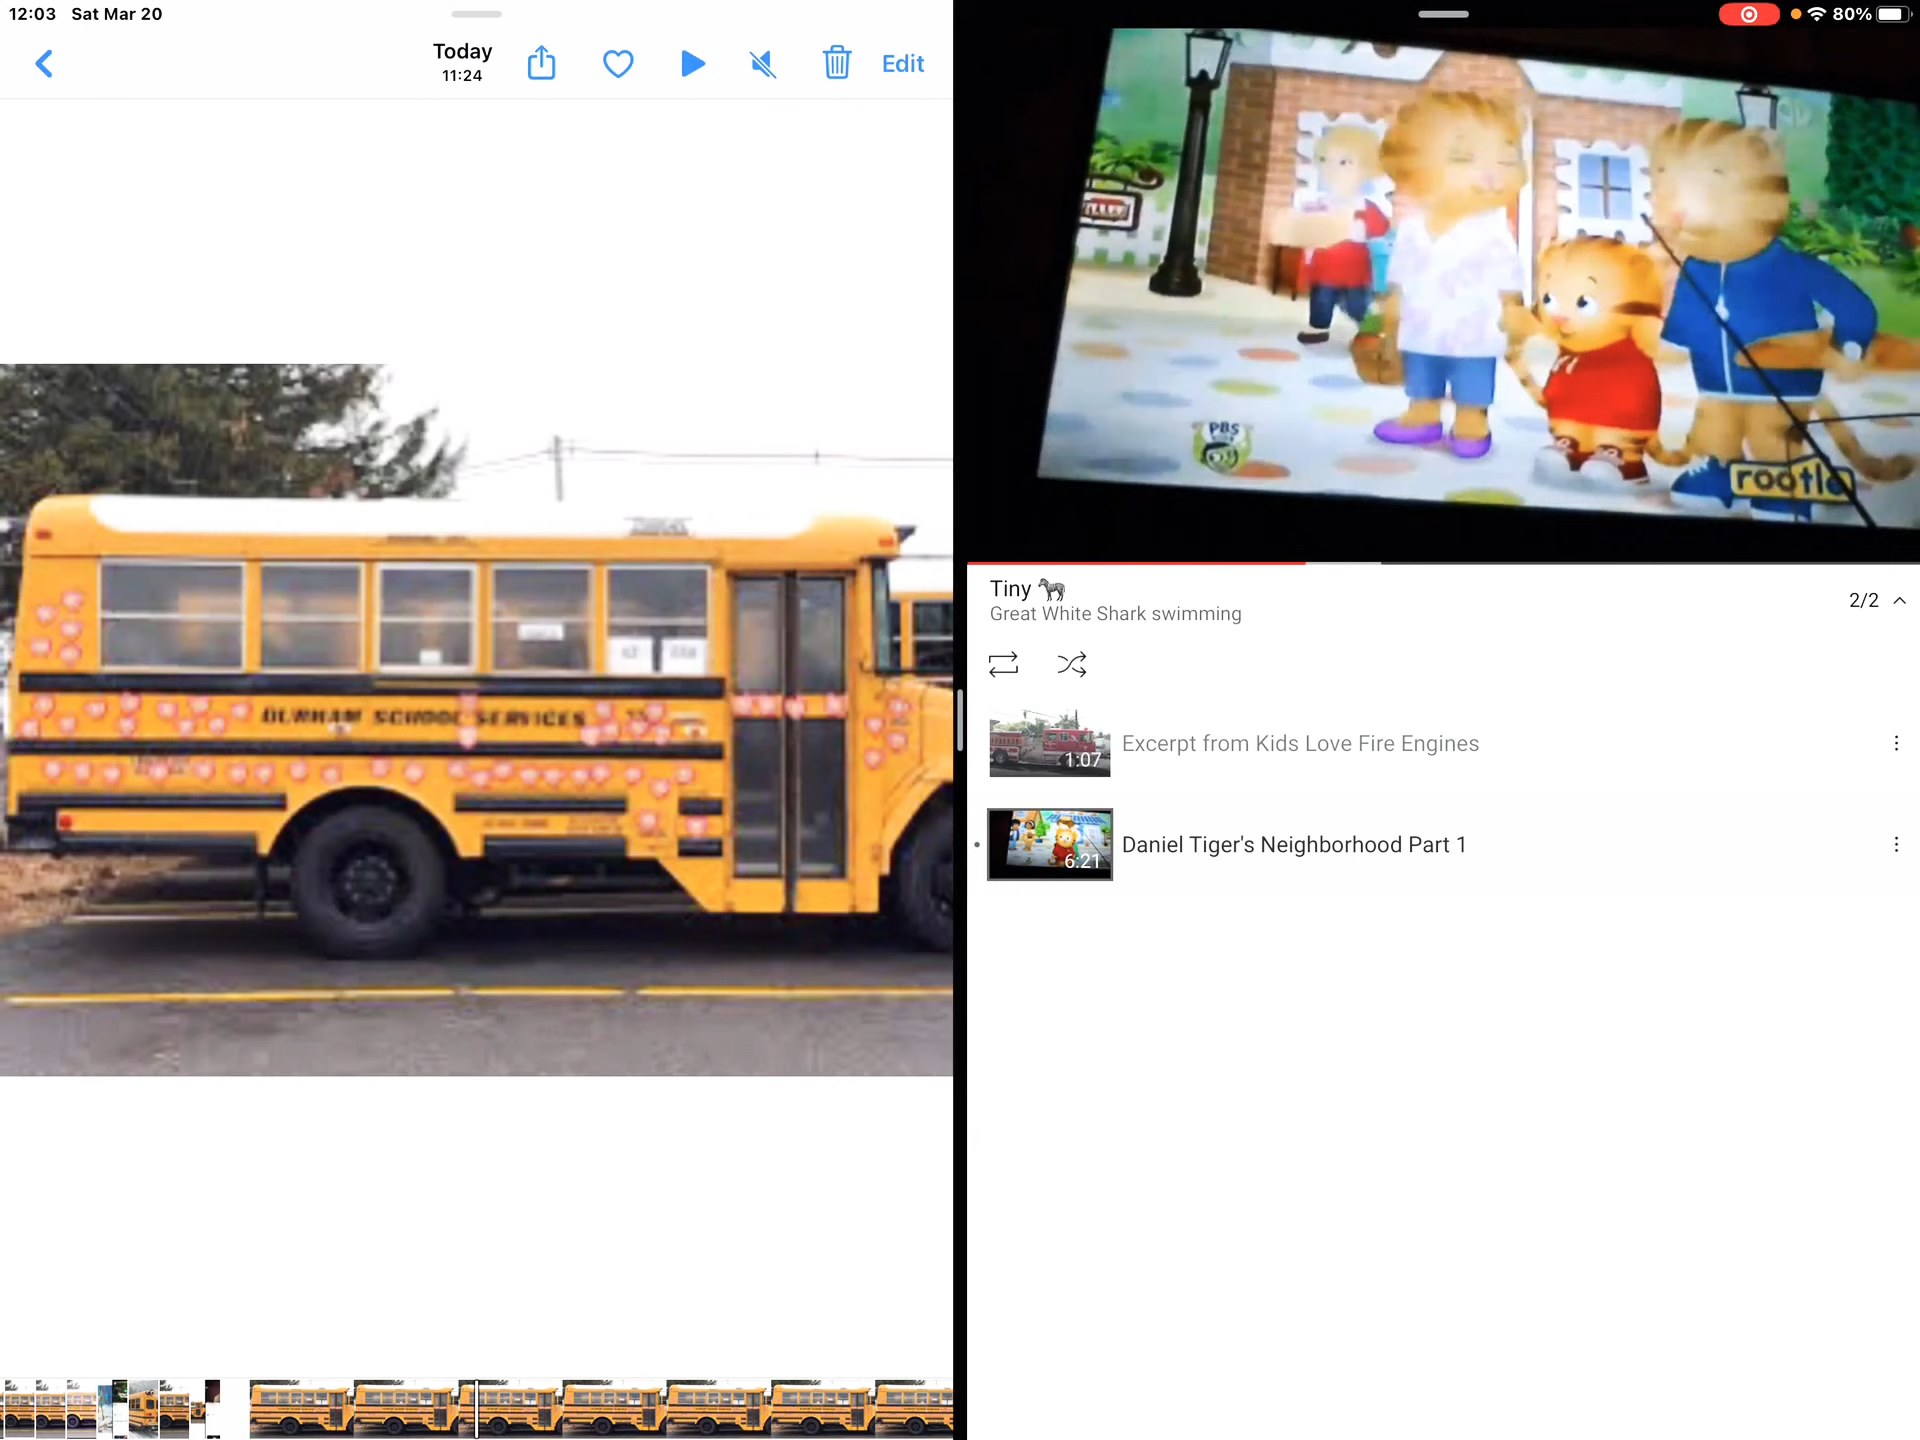 12:03 Sat Mar 20
80%
Today
11:24
Edit
DURHAM SCHOOL SERVICES
PBS
rootle
Tiny 🦓
Great White Shark swimming
2/2
1:07
Excerpt from Kids Love Fire Engines
6:21
Daniel Tiger's Neighborhood Part 1